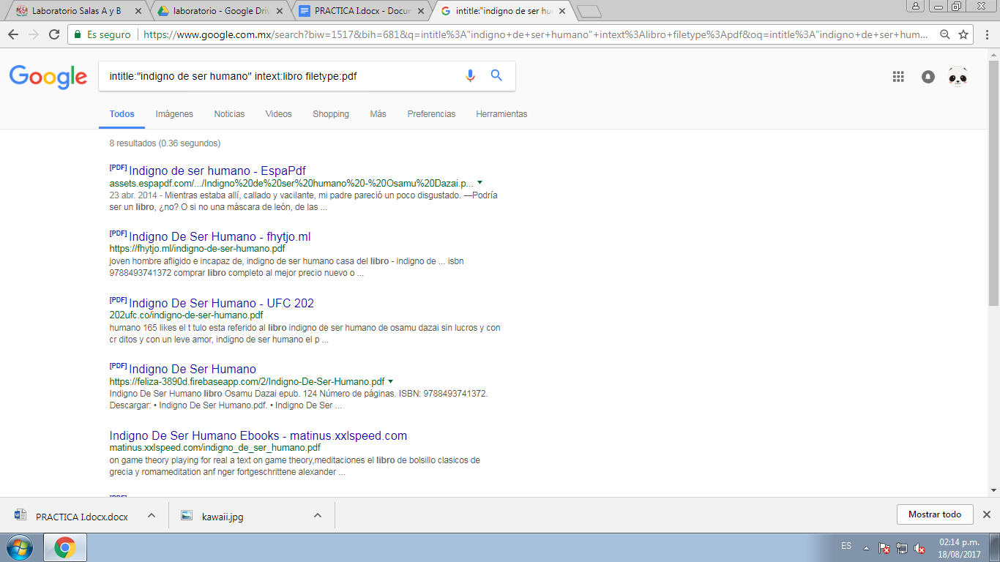 Laboratorio Salas A y B
laboratorio - Google Driv
PRACTICA I.docx - Docum
intitle:"indigno de ser hu
Es seguro
https://www.google.com.mx/search?biw=1517&bih=681&q=intitle%3A"indigno+de+ser+humano"+intext%3Alibro+filetype%3Apdf&oq=intitle%3A"indigno+de+ser+hum...
Google
intitle:"indigno de ser humano" intext:libro filetype:pdf
Todos Imágenes Noticias Videos Shopping Más Preferencias Herramientas
8 resultados (0.36 segundos)
[PDF] Indigno de ser humano - EspaPdf
assets.espapdf.com/.../Indigno%20de%20ser%20humano%20-%20Osamu%20Dazai.p...
23 abr. 2014 - Mientras estaba allí, callado y vacilante, mi padre pareció un poco disgustado. —Podría
ser un libro, ¿no? O si no una máscara de león, de las ...
[PDF] Indigno De Ser Humano - fhytjo.ml
https://fhytjo.ml/indigno-de-ser-humano.pdf
joven hombre afligido e incapaz de, indigno de ser humano casa del libro - indigno de ... isbn
9788493741372 comprar libro completo al mejor precio nuevo o ...
[PDF] Indigno De Ser Humano - UFC 202
202ufc.co/indigno-de-ser-humano.pdf
humano 165 likes el t tulo esta referido al libro indigno de ser humano de osamu dazai sin lucros y con
cr ditos y con un leve amor, indigno de ser humano el p ...
[PDF] Indigno De Ser Humano
https://feliza-3890d.firebaseapp.com/2/Indigno-De-Ser-Humano.pdf
Indigno De Ser Humano libro Osamu Dazai epub. 124 Número de páginas. ISBN: 9788493741372.
Descargar: • Indigno De Ser Humano.pdf. • Indigno De Ser ...
Indigno De Ser Humano Ebooks - matinus.xxlspeed.com
matinus.xxlspeed.com/indigno_de_ser_humano.pdf
on game theory playing for real a text on game theory,meditaciones el libro de bolsillo clasicos de
grecia y romameditation anf nger fortgeschrittene alexander ...
[PDF]
PRACTICA I.docx.docx
kawaii.jpg
Mostrar todo
ES
02:14 p.m.
18/08/2017